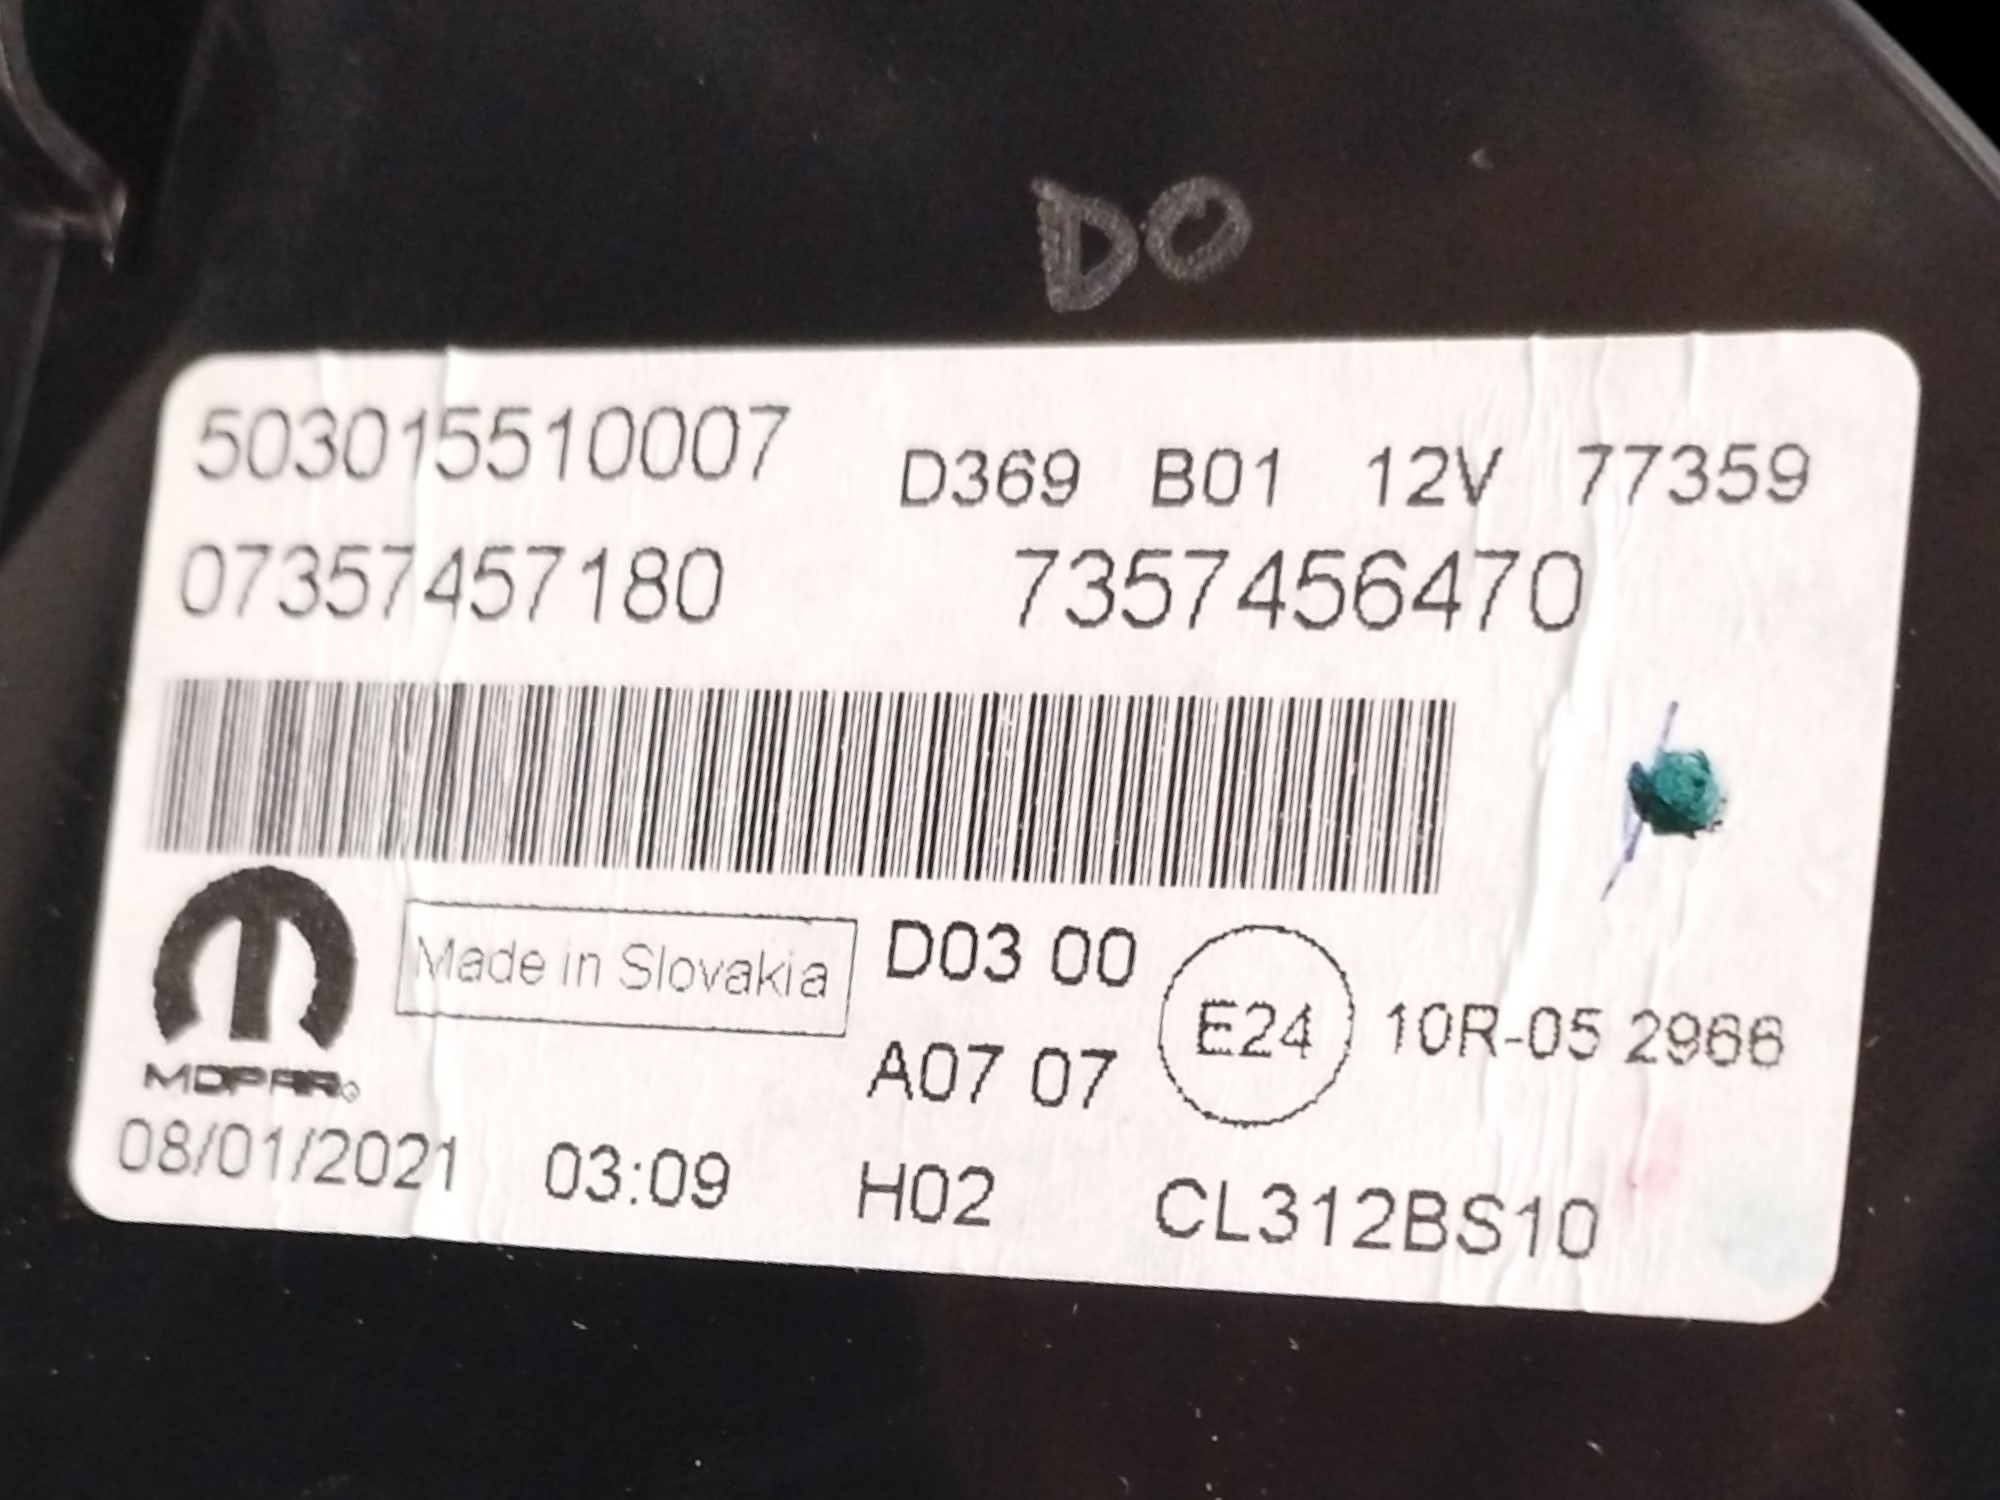 DO
503015510007 D369 B01 12V 77359
07357457180 7357456470
Made in Slovakia D03 00
E24 10R-05 2966
MOPAR A07 07
08/01/2021 03:09 H02 CL312BS10